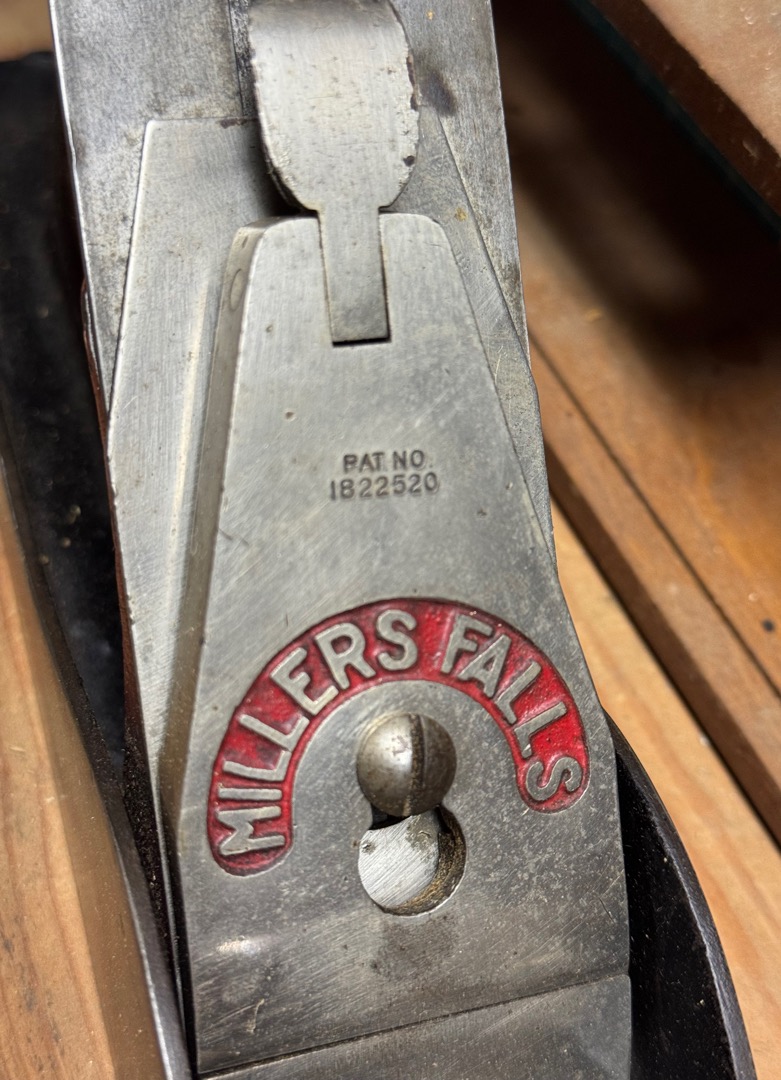 PAT. NO.
1822520
MILLERS FALLS